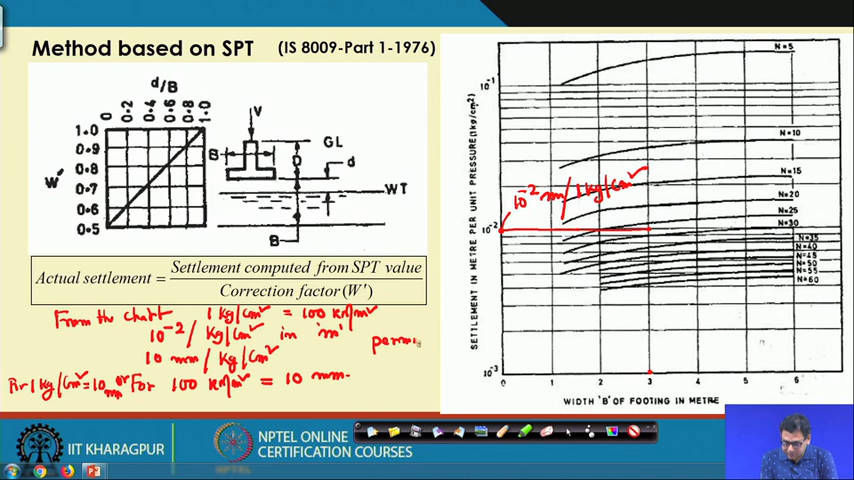 Method based on SPT (IS 8009-Part 1-1976)
d/B
0 0.2 0.4 0.6 0.8 1.0
1.0
0.9
0.8
0.7
0.6
0.5
W'
V
GL
B
D
d
WT
B
Actual settlement = Settlement computed from SPT value
Correction factor (W')
From the chart 1 kg/cm² = 100 kN/m²
10⁻² / kg/cm² in 'm'
10 mm / kg/cm²
For 1 kg/cm² = 10 mm or For 100 kN/m² = 10 mm.
permi
SETTLEMENT IN METRE PER UNIT PRESSURE (1kg/cm²)
10⁻¹
10⁻²
10⁻³
10⁻² m/1 kg/cm²
N=5
N=10
N=15
N=20
N=25
N=30
N=35
N=40
N=45
N=50
N=55
N=60
0 1 2 3 4 5 6
WIDTH 'B' OF FOOTING IN METRE
IIT KHARAGPUR
NPTEL ONLINE
CERTIFICATION COURSES